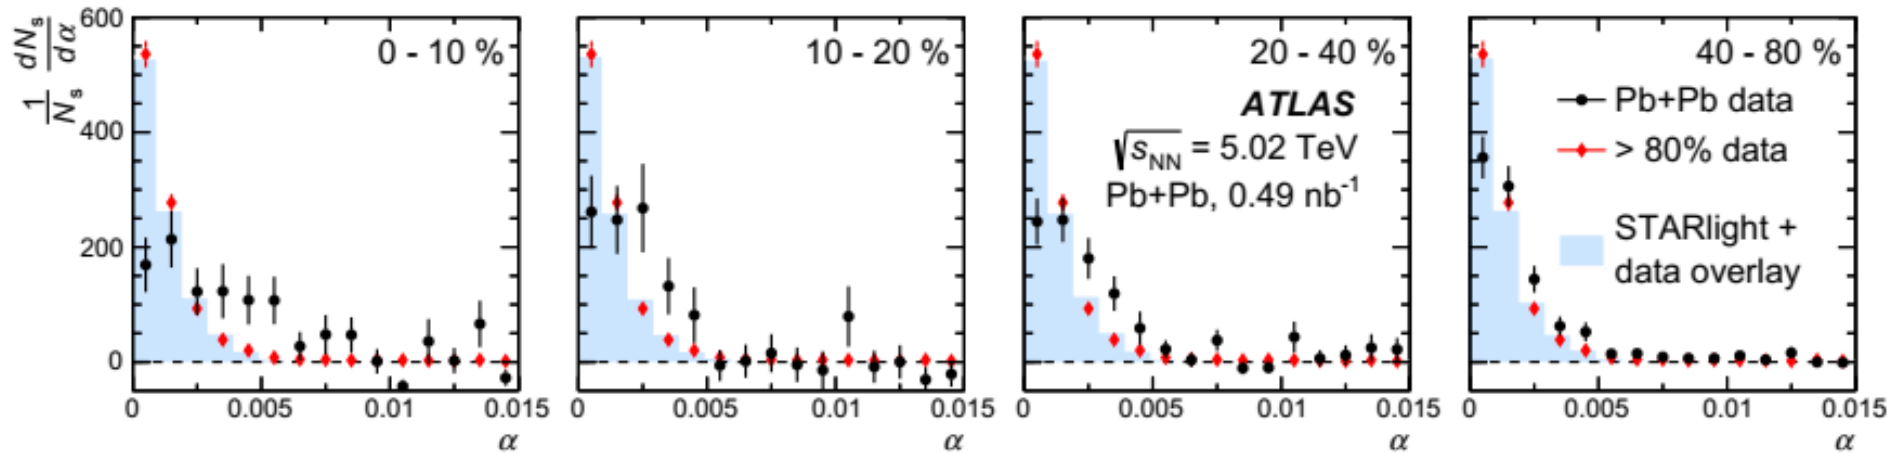 1/Nₛ dNₛ/dα
600
400
200
0
0 - 10 %
0 0.005 0.01 0.015
α
10 - 20 %
0 0.005 0.01 0.015
α
20 - 40 %
ATLAS
√sNN = 5.02 TeV
Pb+Pb, 0.49 nb⁻¹
0 0.005 0.01 0.015
α
40 - 80 %
Pb+Pb data
> 80% data
STARlight +
data overlay
0 0.005 0.01 0.015
α